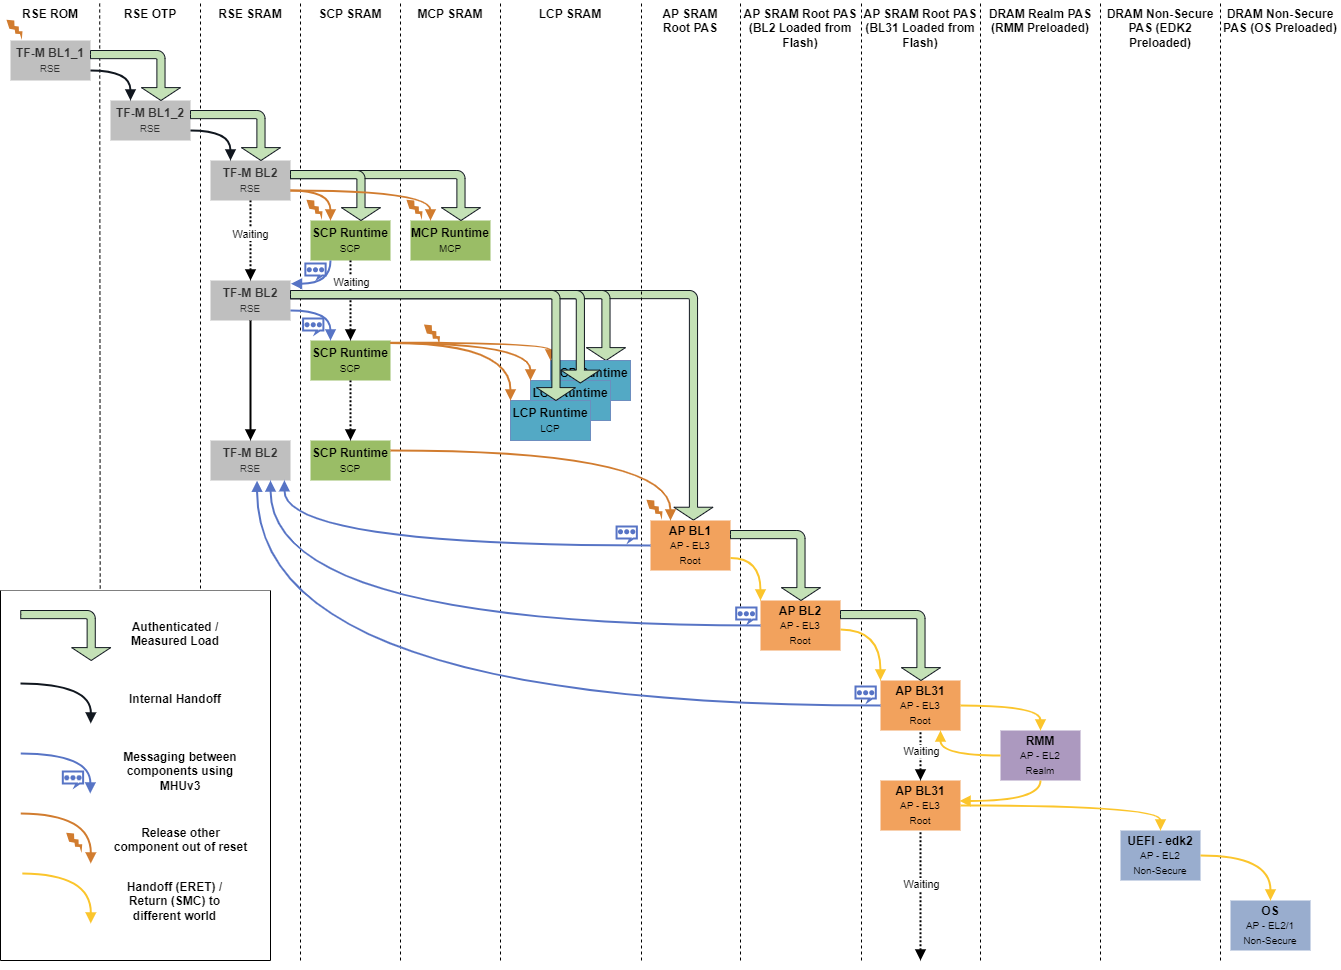 RSE ROM
RSE OTP
RSE SRAM
SCP SRAM
MCP SRAM
LCP SRAM
AP SRAM
Root PAS
AP SRAM Root PAS
(BL2 Loaded from
Flash)
AP SRAM Root PAS
(BL31 Loaded from
Flash)
DRAM Realm PAS
(RMM Preloaded)
DRAM Non-Secure
PAS (EDK2
Preloaded)
DRAM Non-Secure
PAS (OS Preloaded)
TF-M BL1_1
RSE
TF-M BL1_2
RSE
TF-M BL2
RSE
Waiting
SCP Runtime
SCP
MCP Runtime
MCP
Waiting
TF-M BL2
RSE
SCP Runtime
SCP
LCP Runtime
LCP
TF-M BL2
RSE
SCP Runtime
SCP
AP BL1
AP - EL3
Root
AP BL2
AP - EL3
Root
AP BL31
AP - EL3
Root
Waiting
RMM
AP - EL2
Realm
AP BL31
AP - EL3
Root
UEFI - edk2
AP - EL2
Non-Secure
Waiting
OS
AP - EL2/1
Non-Secure
Authenticated /
Measured Load
Internal Handoff
Messaging between
components using
MHUv3
Release other
component out of reset
Handoff (ERET) /
Return (SMC) to
different world